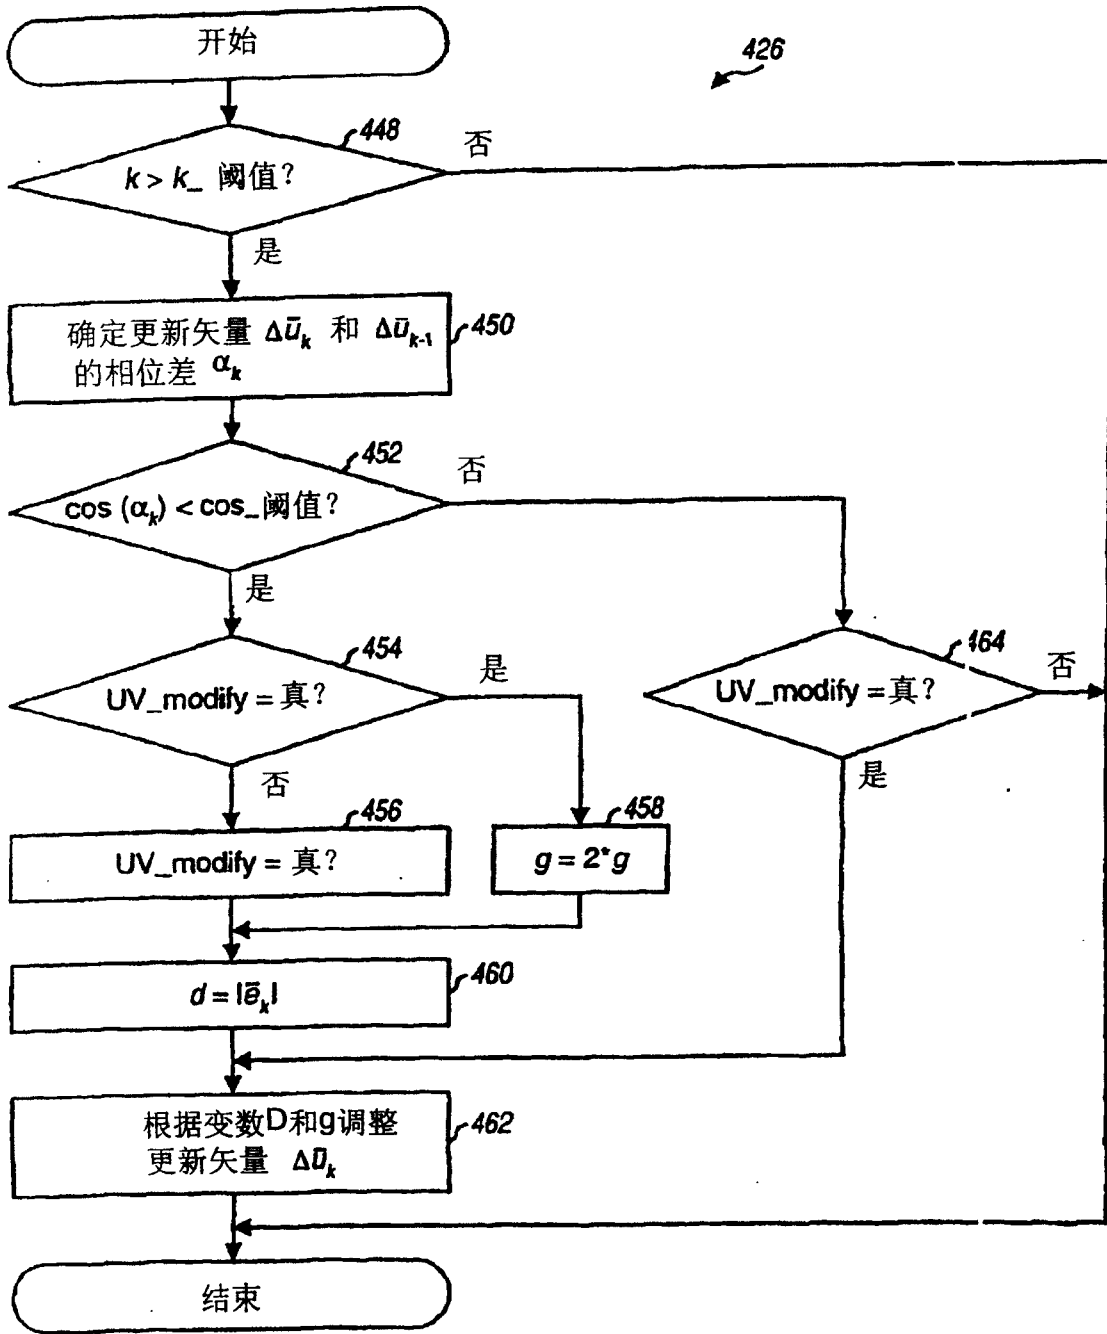 开始
426
448
否
k > k_ 阈值?
是
确定更新矢量 Δū_k 和 Δū_k-1
的相位差 α_k
450
452
否
cos (α_k) < cos_阈值?
是
454
是
UV_modify = 真?
464
否
UV_modify = 真?
是
否
456
UV_modify = 真?
458
g = 2* g
460
d = |ē_k|
根据变数D和g调整
更新矢量 Δū_k
462
结束